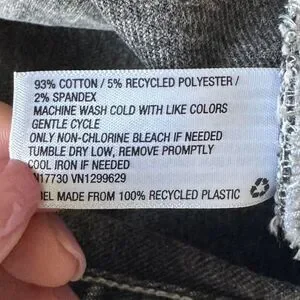 93% COTTON / 5% RECYCLED POLYESTER /
2% SPANDEX
MACHINE WASH COLD WITH LIKE COLORS
GENTLE CYCLE
ONLY NON-CHLORINE BLEACH IF NEEDED
TUMBLE DRY LOW, REMOVE PROMPTLY
COOL IRON IF NEEDED
17730 VN1299629
MADE FROM 100% RECYCLED PLASTIC